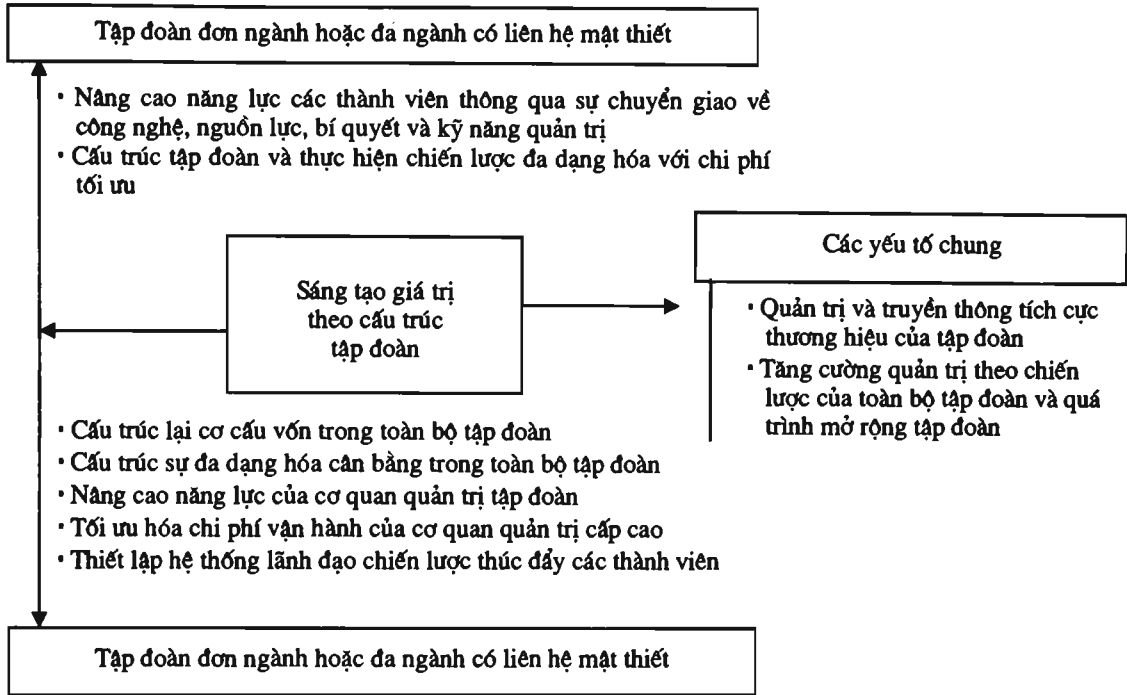 Tập đoàn đơn ngành hoặc đa ngành có liên hệ mật thiết
• Nâng cao năng lực các thành viên thông qua sự chuyển giao về
công nghệ, nguồn lực, bí quyết và kỹ năng quản trị
• Cấu trúc tập đoàn và thực hiện chiến lược đa dạng hóa với chi phí
tối ưu
Sáng tạo giá trị
theo cấu trúc
tập đoàn
Các yếu tố chung
• Quản trị và truyền thông tích cực
thương hiệu của tập đoàn
• Tăng cường quản trị theo chiến
lược của toàn bộ tập đoàn và quá
trình mở rộng tập đoàn
• Cấu trúc lại cơ cấu vốn trong toàn bộ tập đoàn
• Cấu trúc sự đa dạng hóa cân bằng trong toàn bộ tập đoàn
• Nâng cao năng lực của cơ quan quản trị tập đoàn
• Tối ưu hóa chi phí vận hành của cơ quan quản trị cấp cao
• Thiết lập hệ thống lãnh đạo chiến lược thúc đẩy các thành viên
Tập đoàn đơn ngành hoặc đa ngành có liên hệ mật thiết